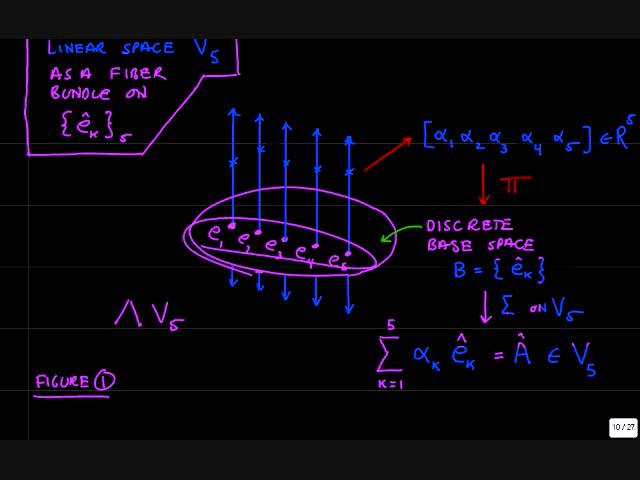 LINEAR SPACE V₅
AS A FIBER
BUNDLE ON
{ê_K}₅
[α₁ α₂ α₃ α₄ α₅] ∈ R⁵
π
e₁ e₂ e₃ e₄ e₅
DISCRETE
BASE SPACE
B = {ê_K}
Σ ON V₅
Λ V₅
5
Σ α_K ê_K = Â ∈ V₅
K=1
FIGURE ①
10 / 27